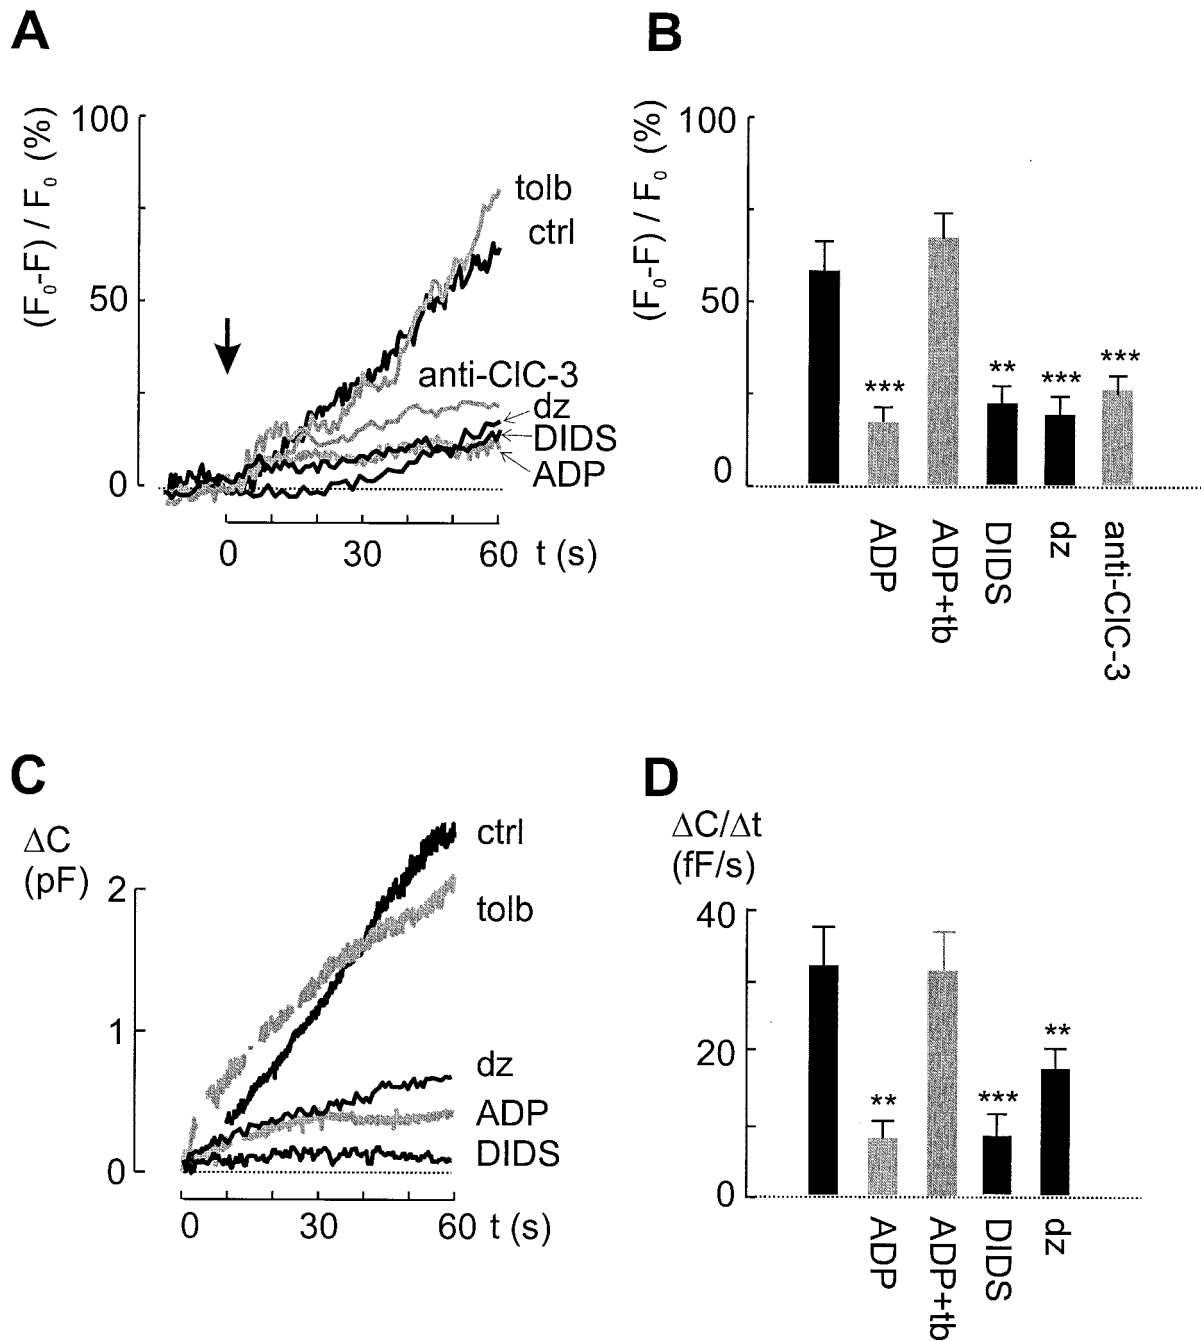 A
(F₀-F) / F₀ (%)
100
50
0
tolb
ctrl
anti-ClC-3
dz
DIDS
ADP
0 30 60 t (s)
B
(F₀-F) / F₀ (%)
100
50
0
***
**
***
***
ADP
ADP+tb
DIDS
dz
anti-ClC-3
C
ΔC
(pF)
2
1
0
ctrl
tolb
dz
ADP
DIDS
0 30 60 t (s)
D
ΔC/Δt
(fF/s)
40
20
0
**
***
**
ADP
ADP+tb
DIDS
dz